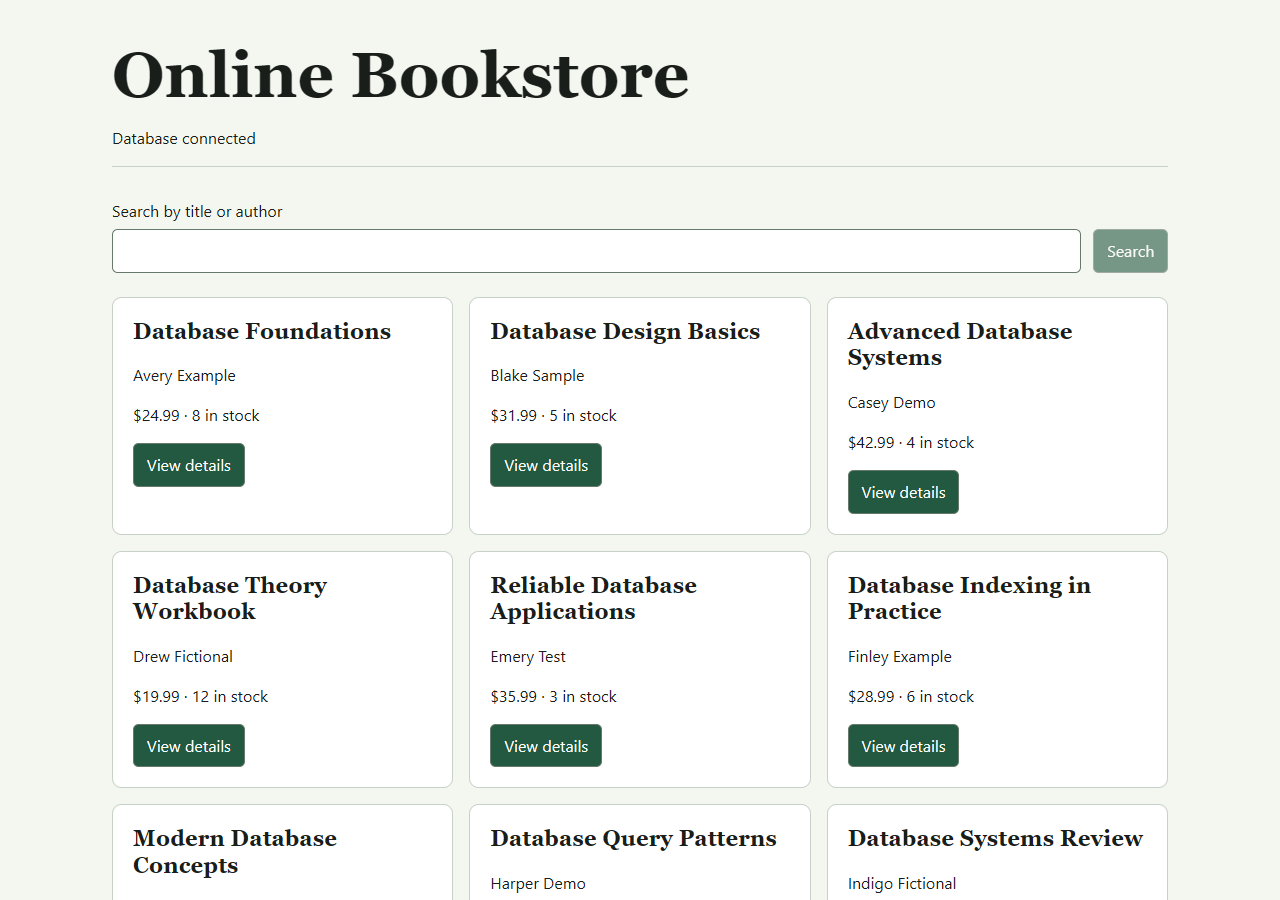 Online Bookstore
Database connected
Search by title or author
Search
Database Foundations
Avery Example
$24.99 · 8 in stock
View details
Database Design Basics
Blake Sample
$31.99 · 5 in stock
View details
Advanced Database
Systems
Casey Demo
$42.99 · 4 in stock
View details
Database Theory
Workbook
Drew Fictional
$19.99 · 12 in stock
View details
Reliable Database
Applications
Emery Test
$35.99 · 3 in stock
View details
Database Indexing in
Practice
Finley Example
$28.99 · 6 in stock
View details
Modern Database
Concepts
Database Query Patterns
Harper Demo
Database Systems Review
Indigo Fictional